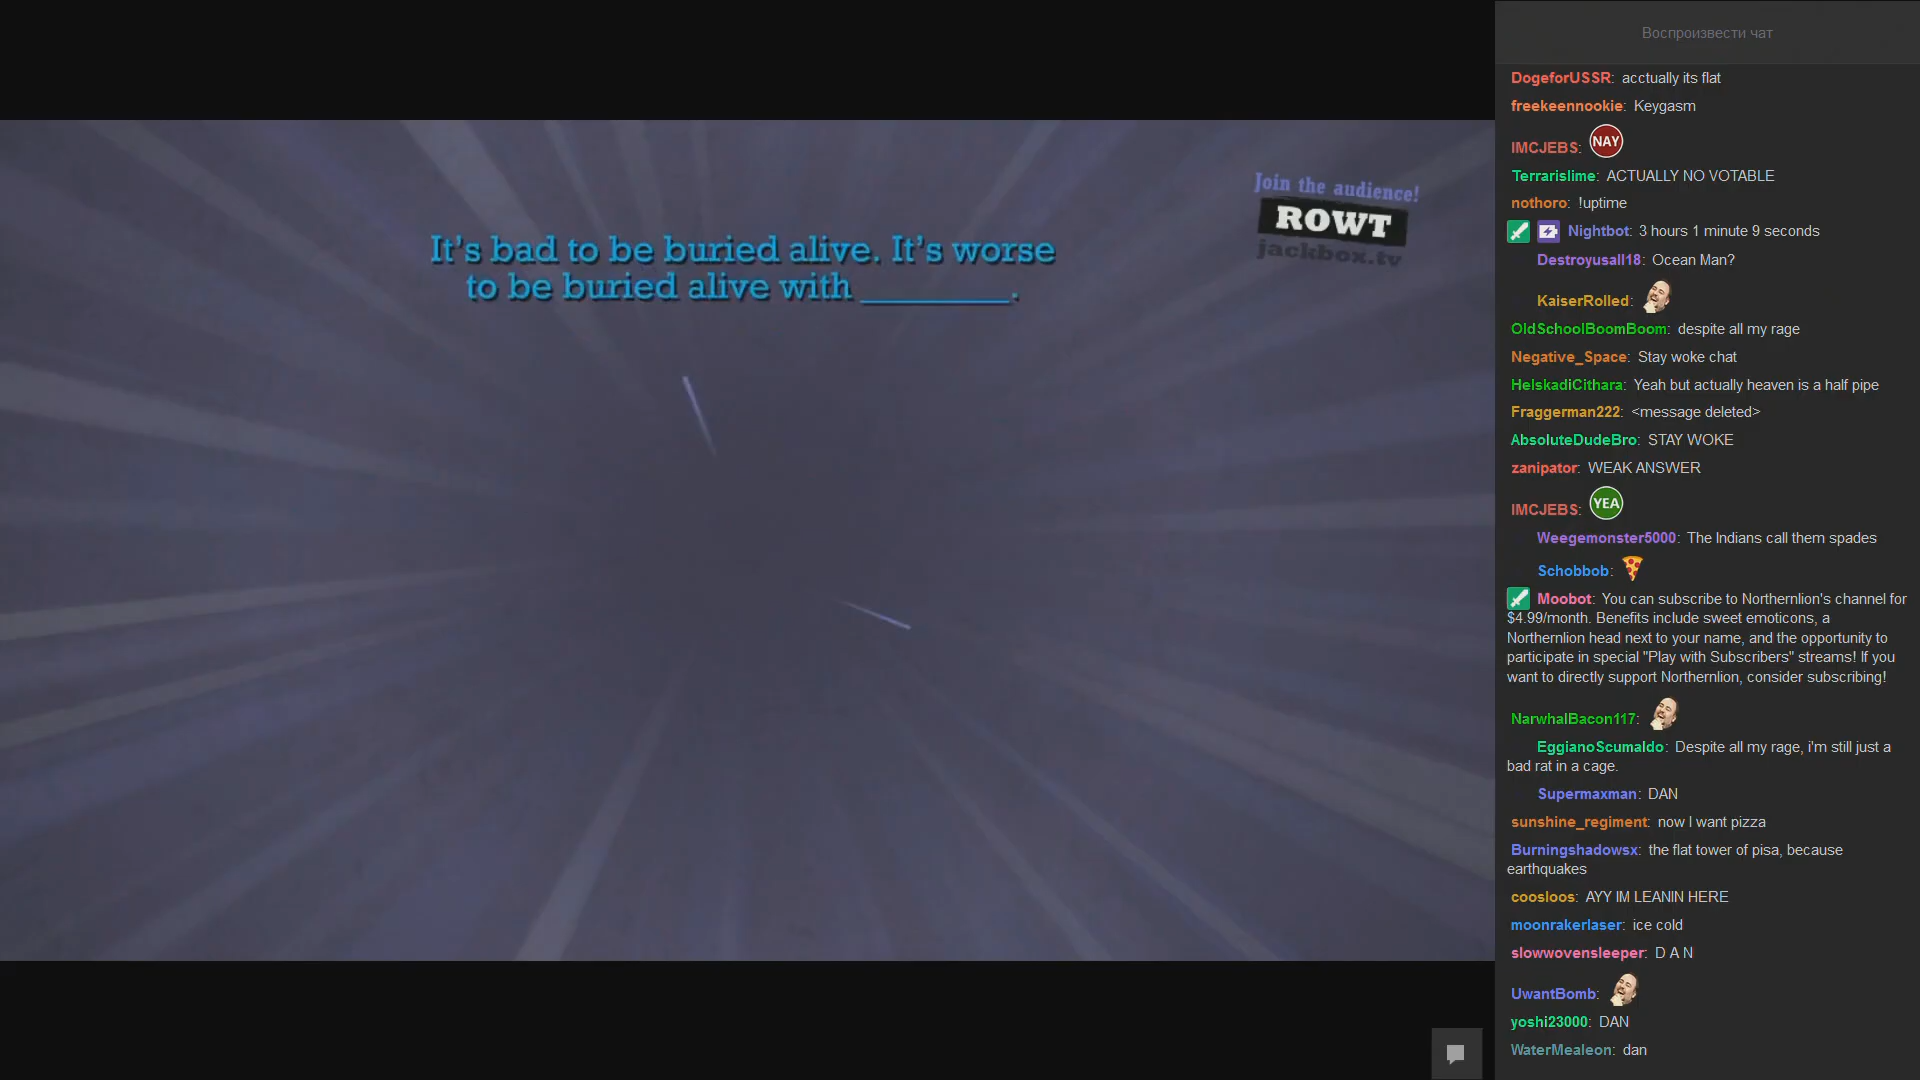 Воспроизвести чат
It's bad to be buried alive. It's worse
to be buried alive with ________.
Join the audience!
ROWT
jackbox.tv
DogeforUSSR: acctually its flat
freekeennookie: Keygasm
IMCJEBS: NAY
Terrarislime: ACTUALLY NO VOTABLE
nothoro: !uptime
Nightbot: 3 hours 1 minute 9 seconds
Destroyusall18: Ocean Man?
KaiserRolled:
OldSchoolBoomBoom: despite all my rage
Negative_Space: Stay woke chat
HelskadiCithara: Yeah but actually heaven is a half pipe
Fraggerman222: <message deleted>
AbsoluteDudeBro: STAY WOKE
zanipator: WEAK ANSWER
IMCJEBS: YEA
Weegemonster5000: The Indians call them spades
Schobbob:
Moobot: You can subscribe to Northernlion's channel for
$4.99/month. Benefits include sweet emoticons, a
Northernlion head next to your name, and the opportunity to
participate in special "Play with Subscribers" streams! If you
want to directly support Northernlion, consider subscribing!
NarwhalBacon117:
EggianoScumaldo: Despite all my rage, i'm still just a
bad rat in a cage.
Supermaxman: DAN
sunshine_regiment: now I want pizza
Burningshadowsx: the flat tower of pisa, because
earthquakes
coosloos: AYY IM LEANIN HERE
moonrakerlaser: ice cold
slowwovensleeper: D A N
UwantBomb:
yoshi23000: DAN
WaterMealeon: dan